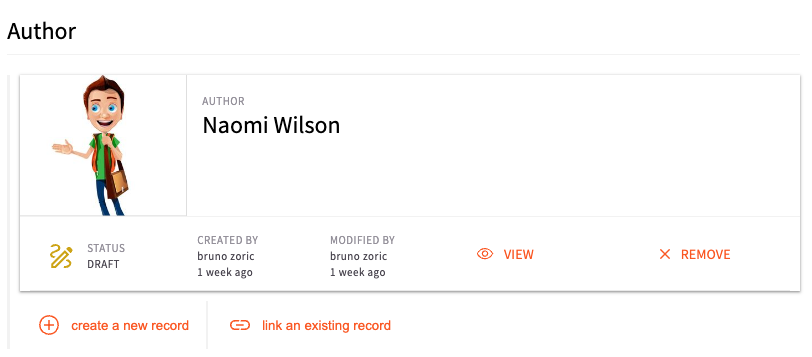 Author
AUTHOR
Naomi Wilson
STATUS
DRAFT
CREATED BY
bruno zoric
1 week ago
MODIFIED BY
bruno zoric
1 week ago
VIEW
REMOVE
create a new record
link an existing record